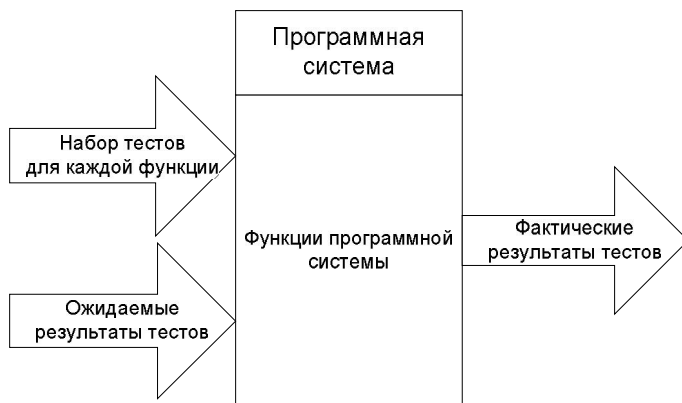 Программная
система
Набор тестов
для каждой функции
Функции программной
системы
Ожидаемые
результаты тестов
Фактические
результаты тестов